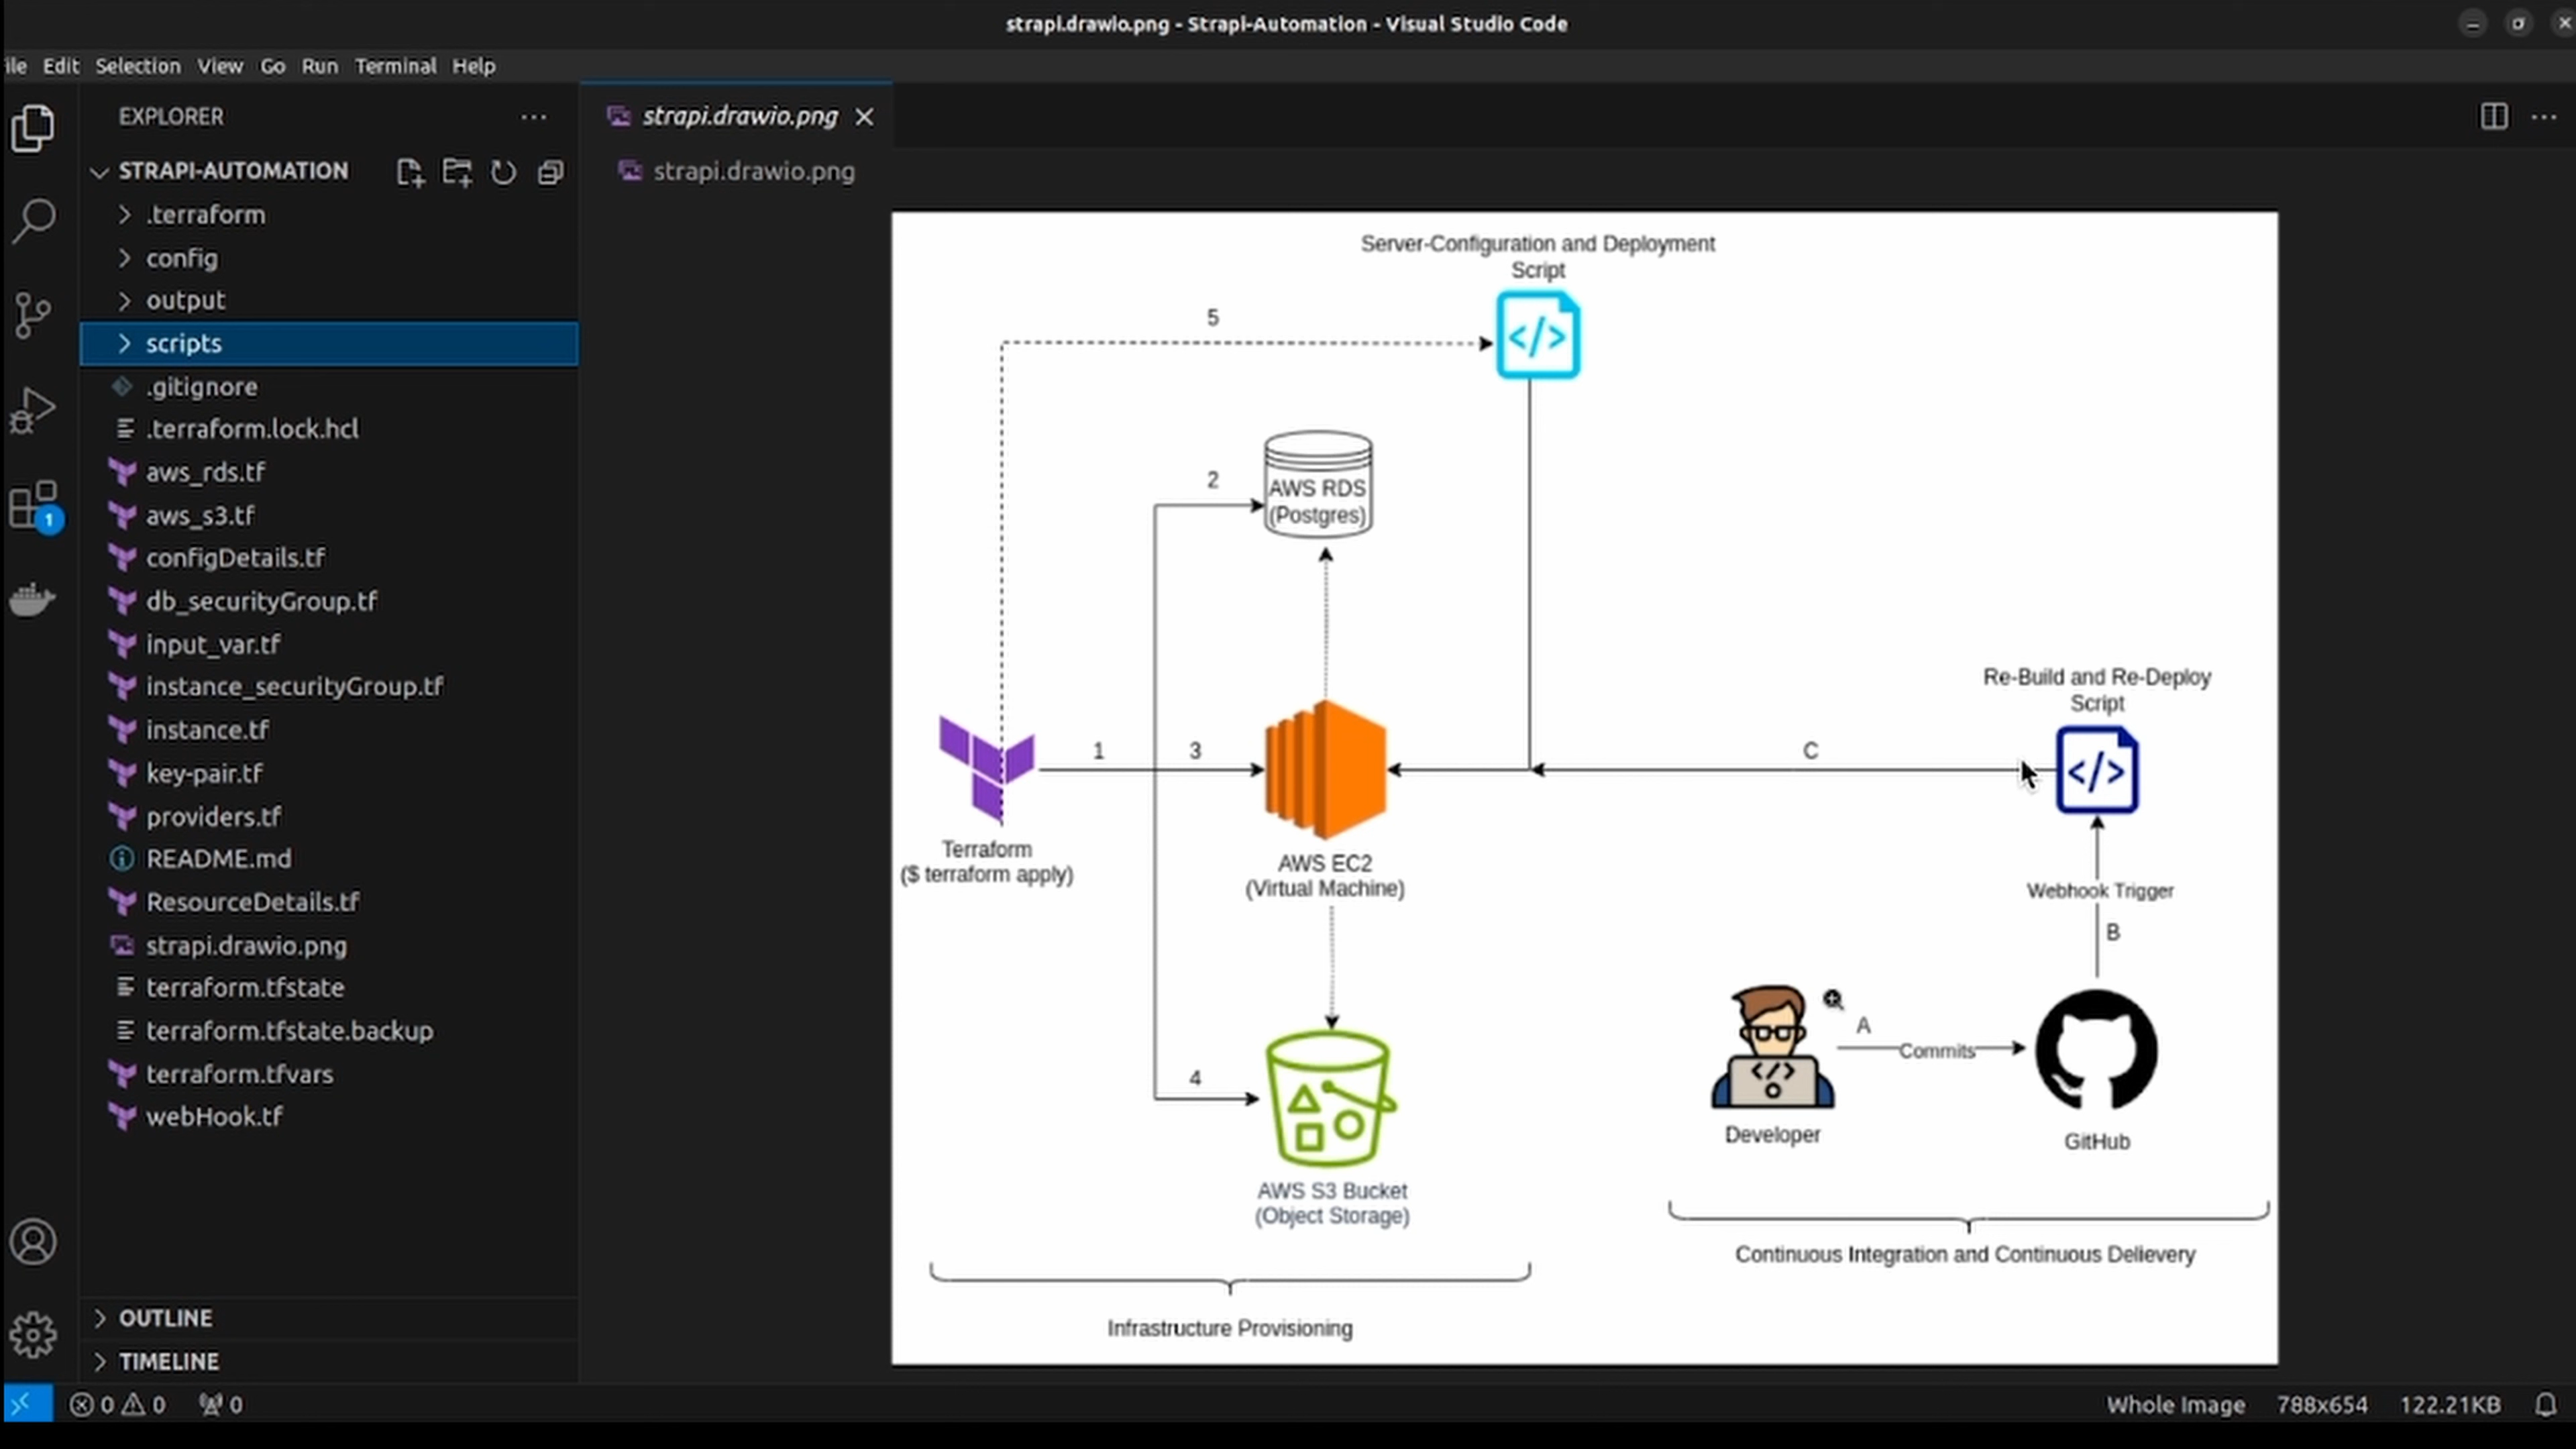 strapi.drawio.png - Strapi-Automation - Visual Studio Code
ile Edit Selection View Go Run Terminal Help
EXPLORER
strapi.drawio.png
STRAPI-AUTOMATION
strapi.drawio.png
.terraform
config
output
scripts
.gitignore
.terraform.lock.hcl
aws_rds.tf
aws_s3.tf
configDetails.tf
db_securityGroup.tf
input_var.tf
instance_securityGroup.tf
instance.tf
key-pair.tf
providers.tf
README.md
ResourceDetails.tf
strapi.drawio.png
terraform.tfstate
terraform.tfstate.backup
terraform.tfvars
webHook.tf
1
OUTLINE
TIMELINE
Server-Configuration and Deployment
Script
5
2
AWS RDS
(Postgres)
Re-Build and Re-Deploy
Script
1
3
C
Terraform
($ terraform apply)
AWS EC2
(Virtual Machine)
Webhook Trigger
B
A
Commits
4
Developer
GitHub
AWS S3 Bucket
(Object Storage)
Continuous Integration and Continuous Delievery
Infrastructure Provisioning
0 0 0
Whole Image 788x654 122.21KB